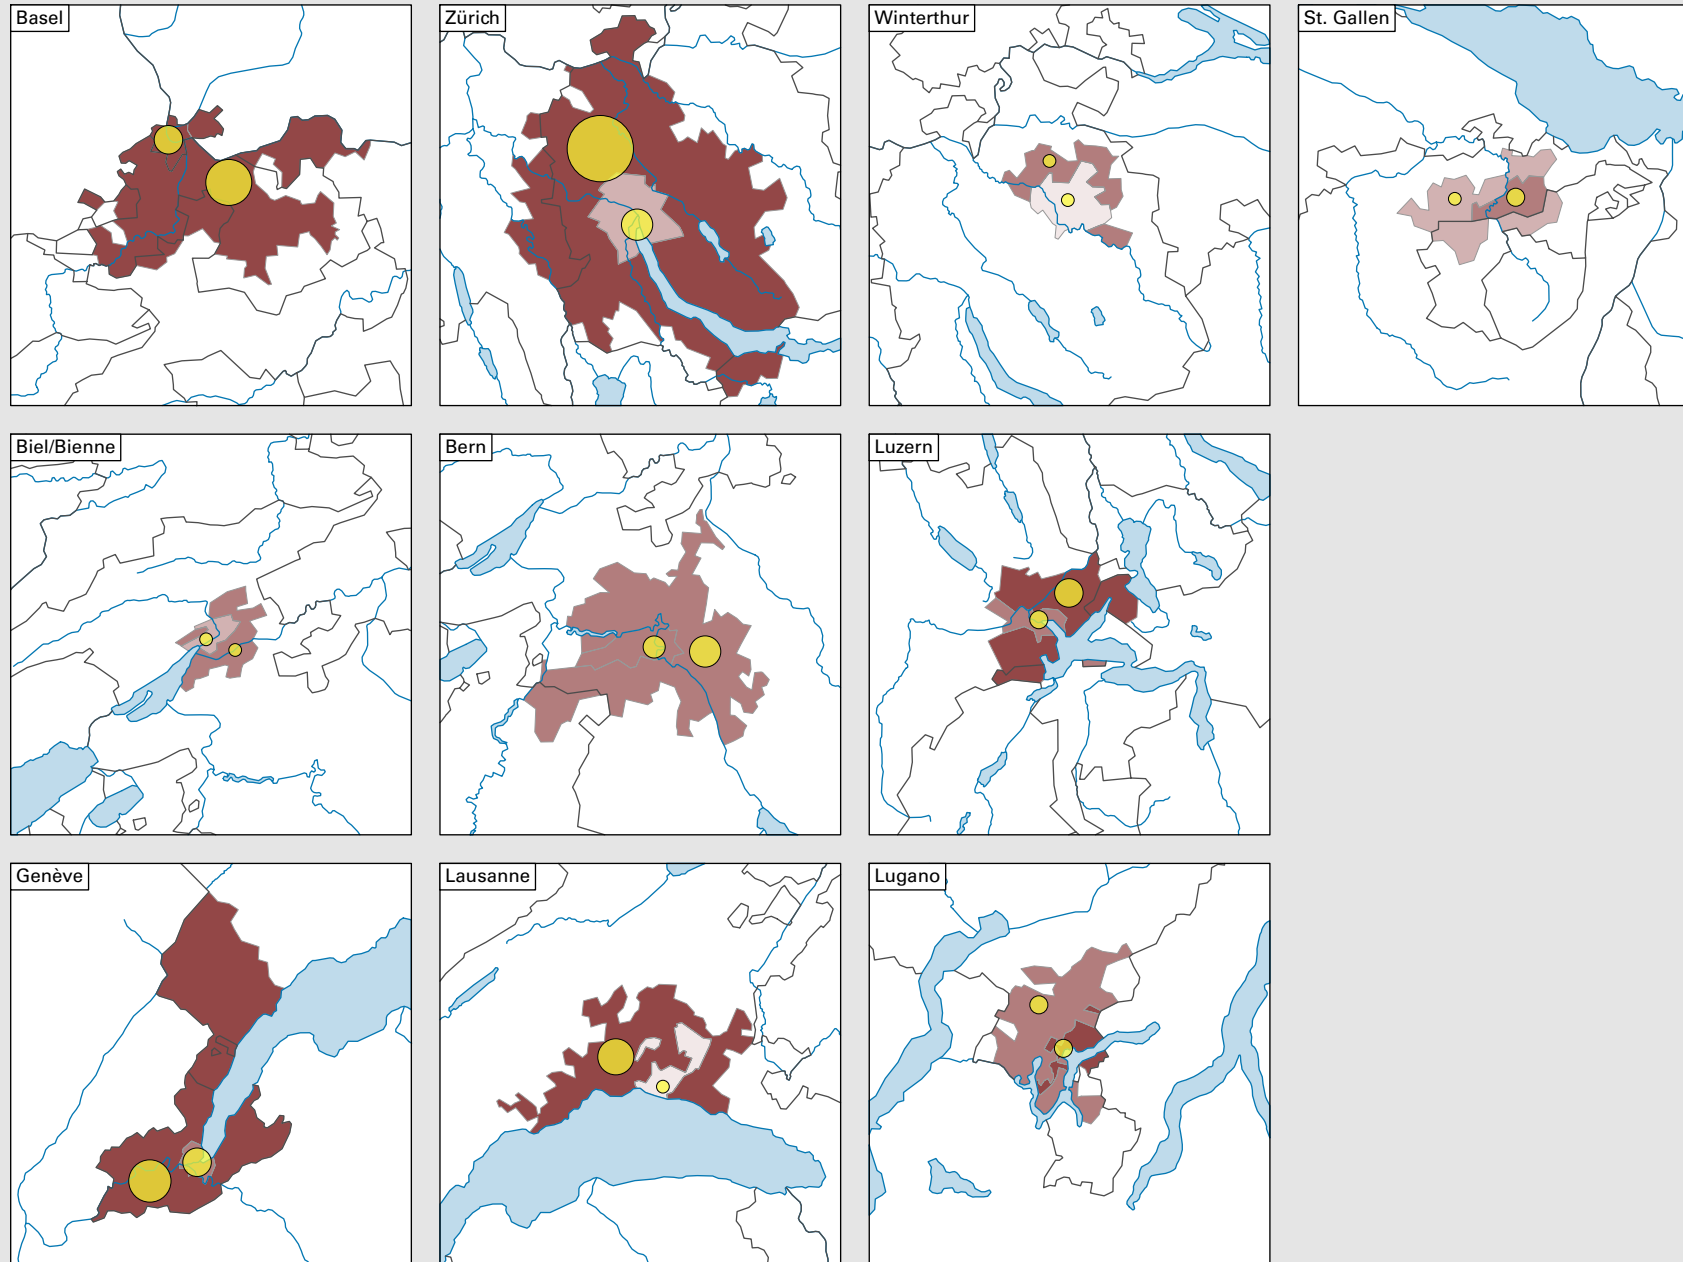 Basel
Zürich
Winterthur
St. Gallen
Biel/Bienne
Bern
Luzern
Genève
Lausanne
Lugano